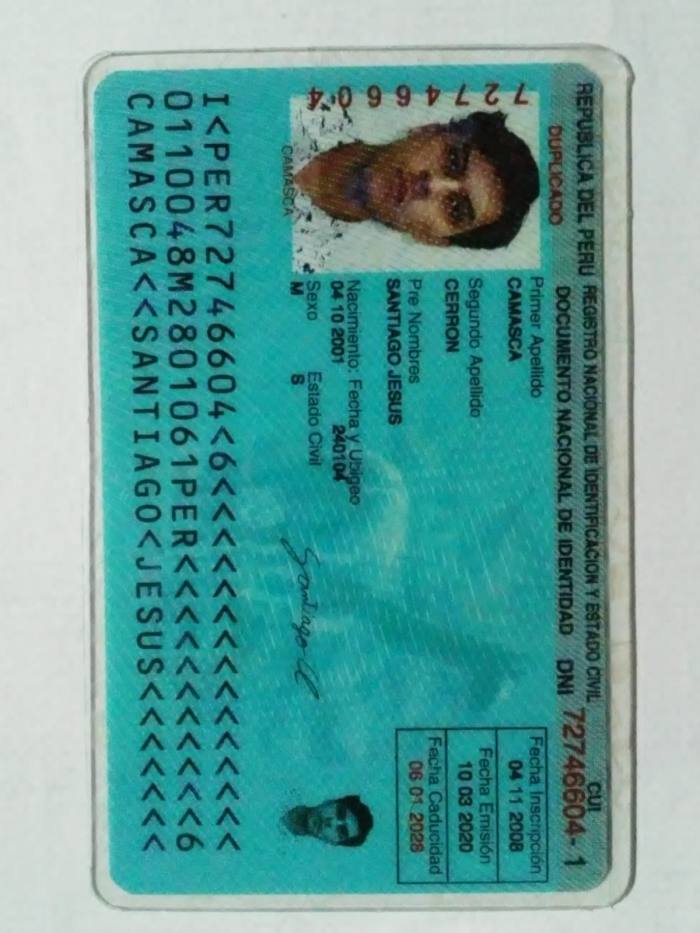 REPUBLICA DEL PERU REGISTRO NACIONAL DE IDENTIFICACION Y ESTADO CIVIL
CUI
DUPLICADO
DOCUMENTO NACIONAL DE IDENTIDAD DNI 72746604-1
72746604
CAMASCA
Primer Apellido
CAMASCA
Segundo Apellido
CERRON
Pre Nombres
SANTIAGO JESUS
Nacimiento: Fecha y Ubigeo
04 10 2001 240104
Sexo Estado Civil
M S
Fecha Inscripción
04 11 2008
Fecha Emisión
10 03 2020
Fecha Caducidad
06 01 2028
Santiago C
I<PER72746604<6<<<<<<<<<<<<<<<
0110048M2801061PER<<<<<<<<<<<6
CAMASCA<<SANTIAGO<JESUS<<<<<<<